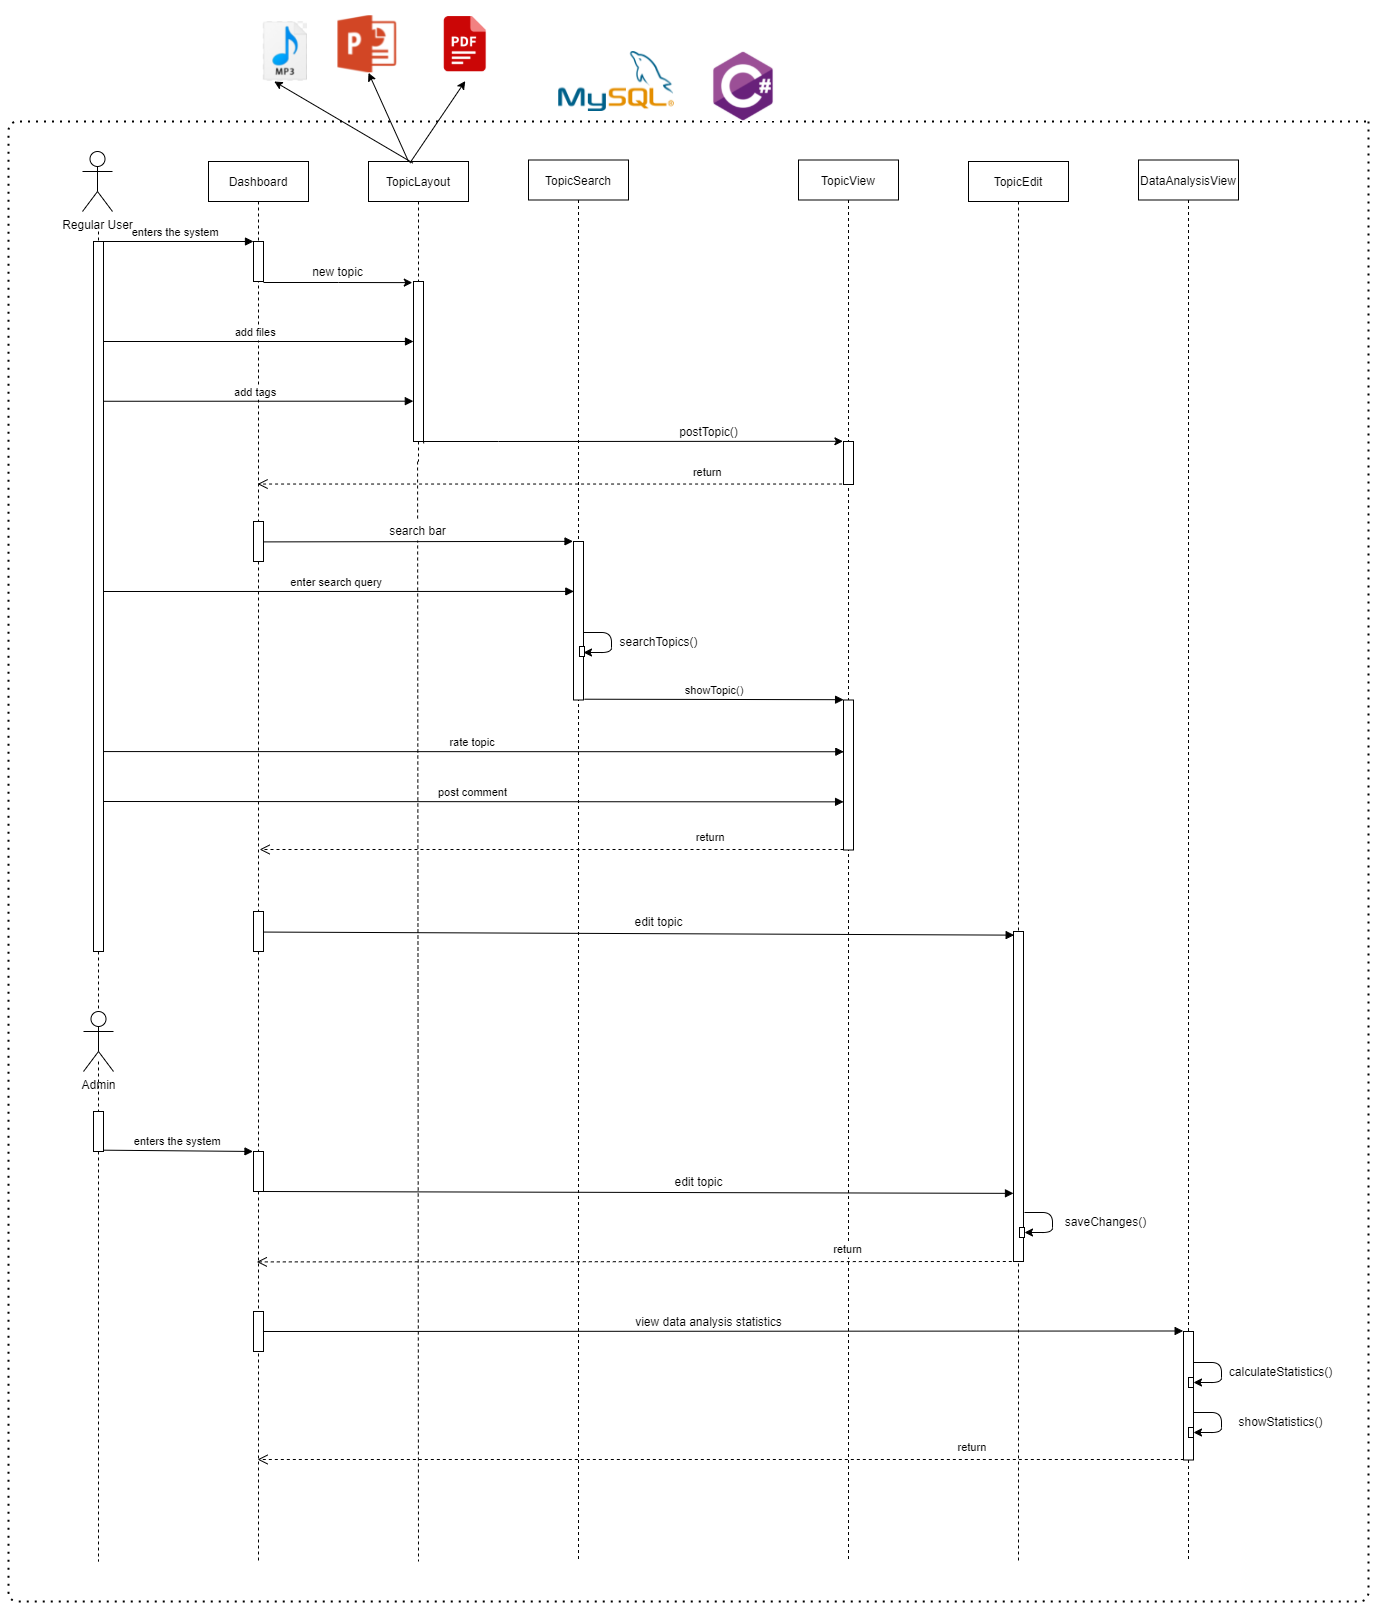 MP3
P
PDF
MySQL®
C#
Regular User
Dashboard
TopicLayout
TopicSearch
TopicView
TopicEdit
DataAnalysisView
enters the system
new topic
add files
add tags
postTopic()
return
search bar
enter search query
searchTopics()
showTopic()
rate topic
post comment
return
edit topic
Admin
enters the system
edit topic
saveChanges()
return
view data analysis statistics
calculateStatistics()
showStatistics()
return